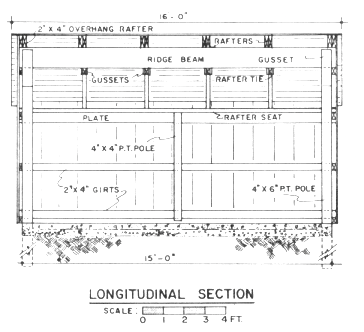 16'-0"
2"X 4"OVERHANG RAFTER
RAFTERS
RIDGE BEAM
GUSSET
GUSSETS
RAFTER TIE
PLATE
RAFTER SEAT
4"X 4"P.T. POLE
2"X 4"GIRTS
4"X 6"P.T. POLE
15'-0"
LONGITUDINAL SECTION
SCALE:
0 1 2 3 4 FT.